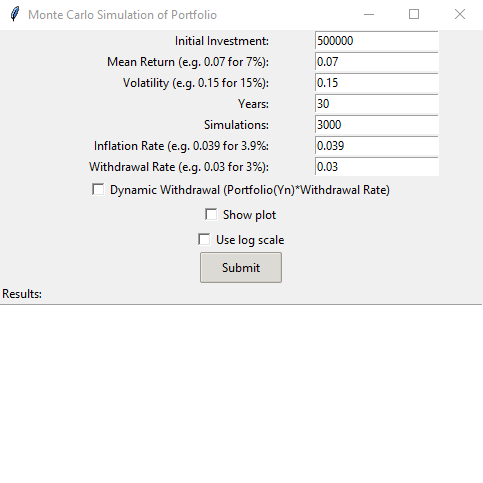 Monte Carlo Simulation of Portfolio
Initial Investment: 500000
Mean Return (e.g. 0.07 for 7%): 0.07
Volatility (e.g. 0.15 for 15%): 0.15
Years: 30
Simulations: 3000
Inflation Rate (e.g. 0.039 for 3.9%: 0.039
Withdrawal Rate (e.g. 0.03 for 3%): 0.03
Dynamic Withdrawal (Portfolio(Yn)*Withdrawal Rate)
Show plot
Use log scale
Submit
Results: